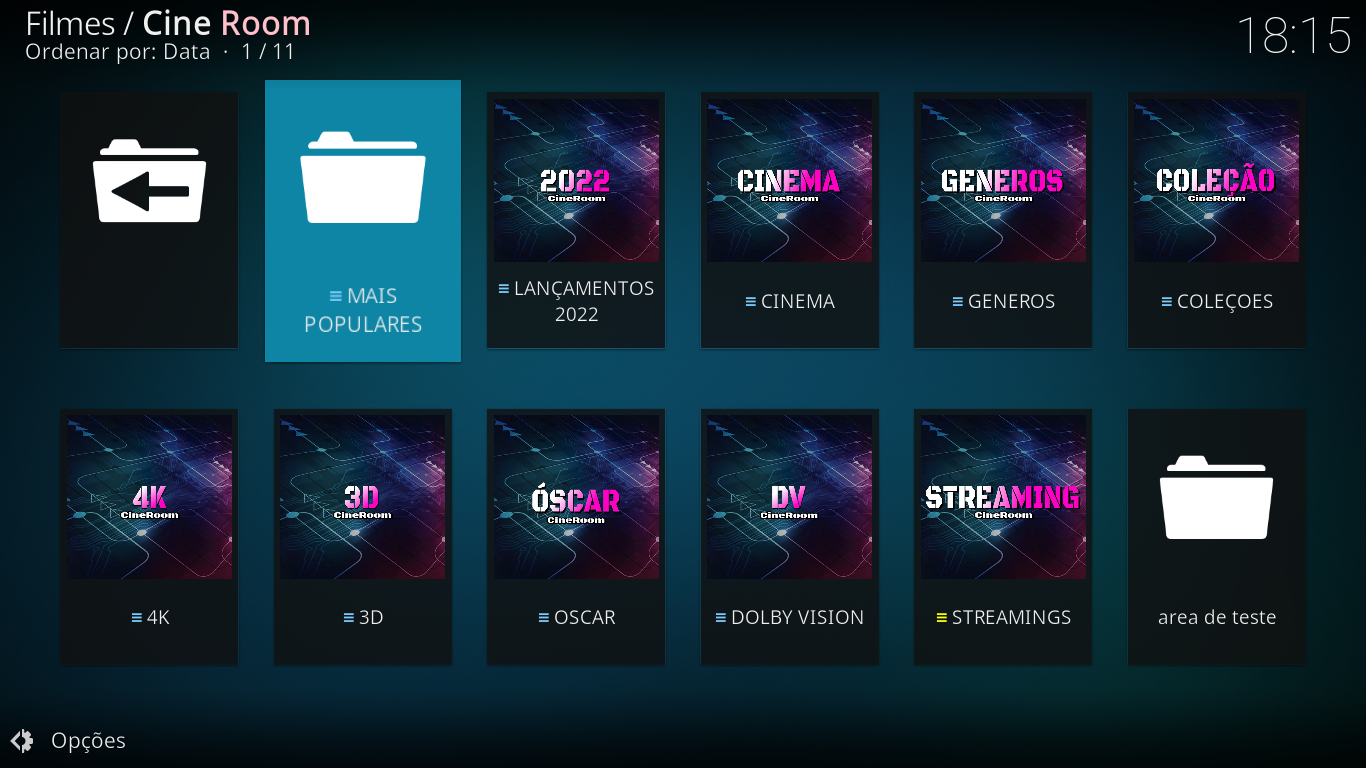 Filmes / Cine Room
18:15
Ordenar por: Data · 1 / 11
2022
CineRoom
CINEMA
CineRoom
GENEROS
CineRoom
COLEÇÃO
CineRoom
≡ MAIS
POPULARES
≡ LANÇAMENTOS
2022
≡ CINEMA
≡ GENEROS
≡ COLEÇOES
4K
CineRoom
3D
CineRoom
ÓSCAR
CineRoom
DV
CineRoom
STREAMING
CineRoom
≡ 4K
≡ 3D
≡ OSCAR
≡ DOLBY VISION
≡ STREAMINGS
area de teste
Opções